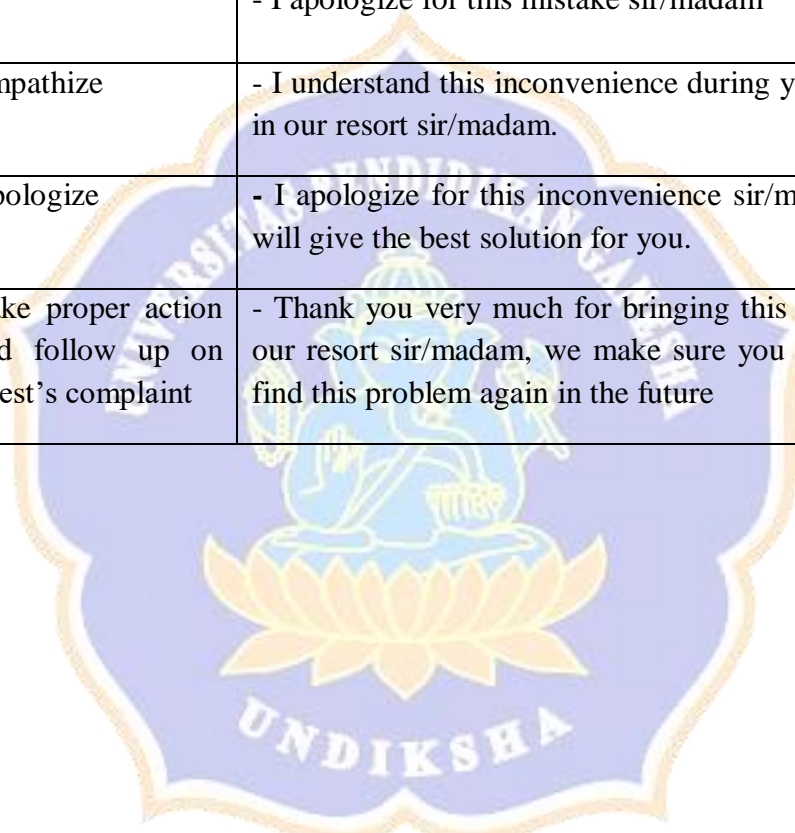 - I apologize for this mistake sir/madam
mpathize
- I understand this inconvenience during y
in our resort sir/madam.
pologize
- I apologize for this inconvenience sir/m
will give the best solution for you.
ke proper action
d follow up on
est's complaint
- Thank you very much for bringing this
our resort sir/madam, we make sure you
find this problem again in the future
UNIVERSITAS PENDIDIKAN GANESHA
UNDIKSHA